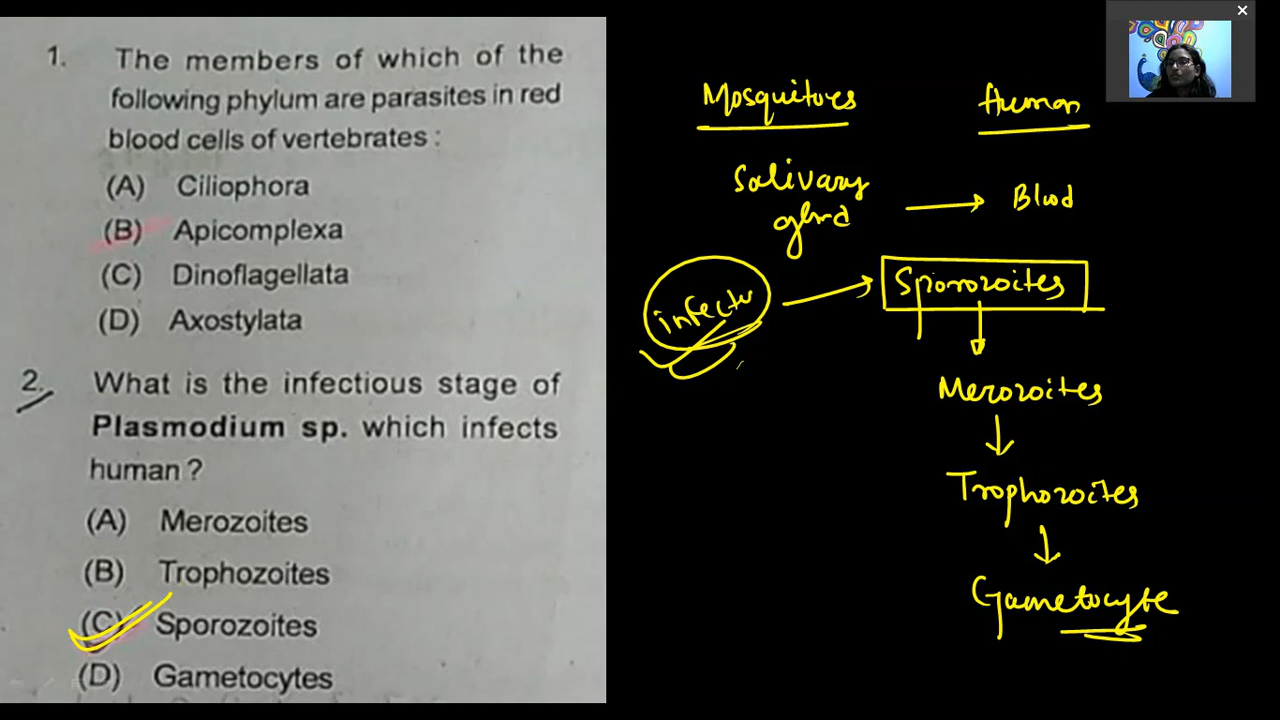 1. The members of which of the
following phylum are parasites in red
blood cells of vertebrates :
(A) Ciliophora
(B) Apicomplexa
(C) Dinoflagellata
(D) Axostylata
2. What is the infectious stage of
Plasmodium sp. which infects
human ?
(A) Merozoites
(B) Trophozoites
(C) Sporozoites
(D) Gametocytes
Mosquitoes Human
Salivary
gland → Blood
infectu → Sporozoites
Merozoites
Trophozoites
Gametocyte